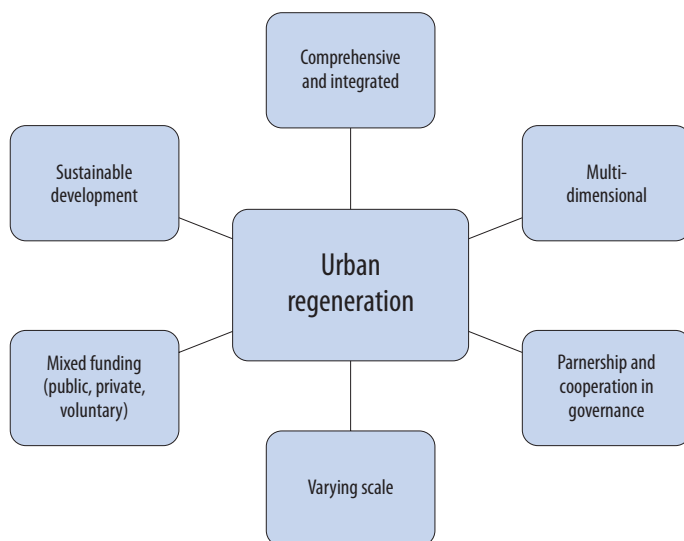 Comprehensive
and integrated
Sustainable
development
Multi-
dimensional
Urban
regeneration
Mixed funding
(public, private,
voluntary)
Parnership and
cooperation in
governance
Varying scale